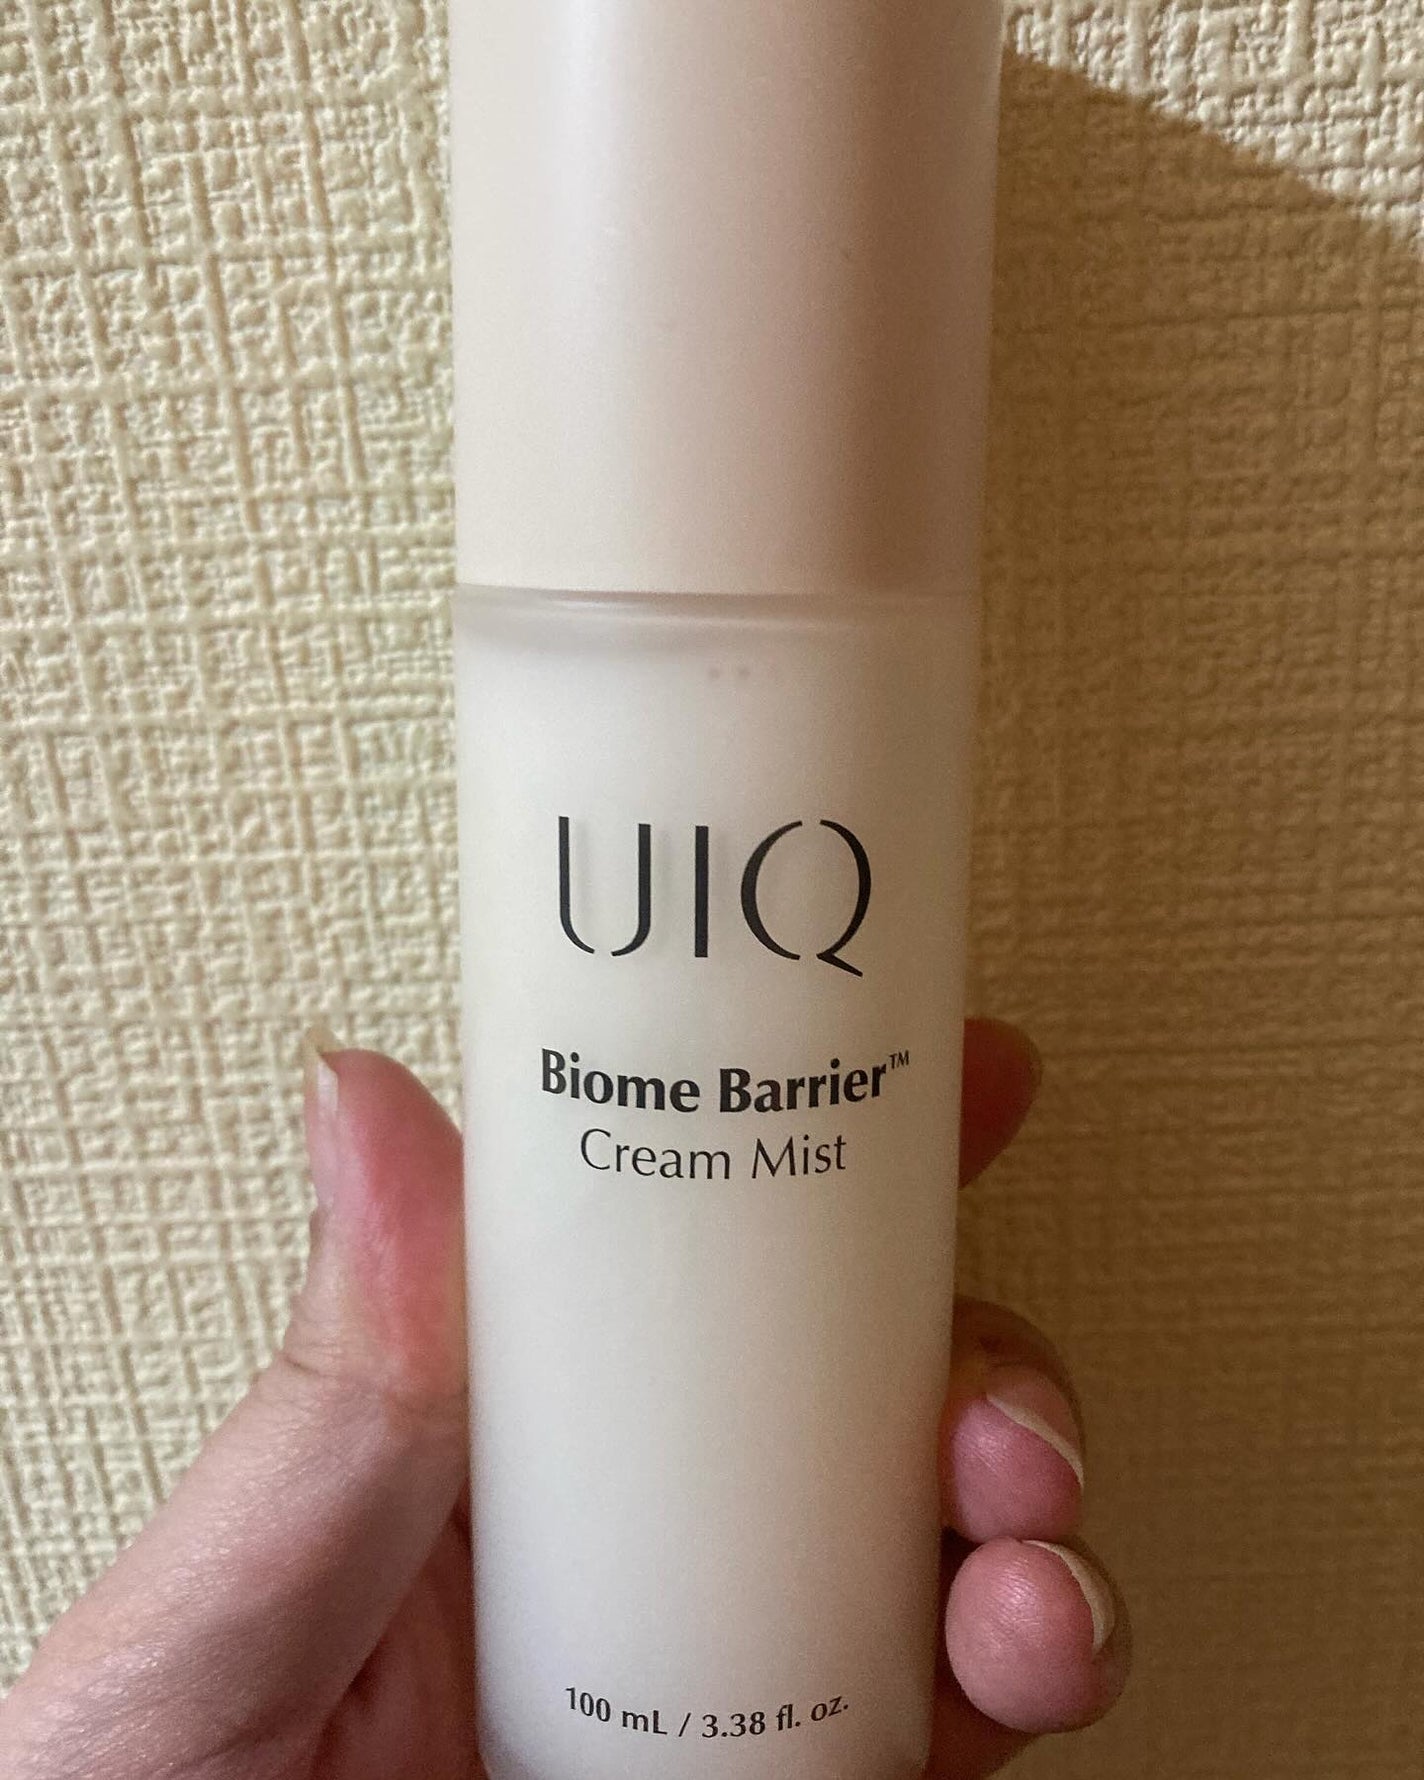 UIQ
Biome Barrier™
Cream Mist
100 mL / 3.38 fl. oz.